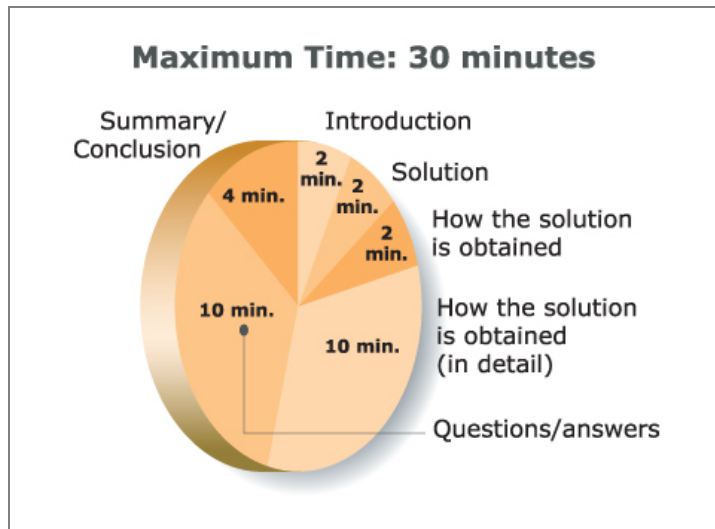 Maximum Time: 30 minutes
Summary/
Conclusion
Introduction
2
min.
Solution
2
min.
4 min.
How the solution
is obtained
2
min.
How the solution
is obtained
(in detail)
10 min.
10 min.
Questions/answers